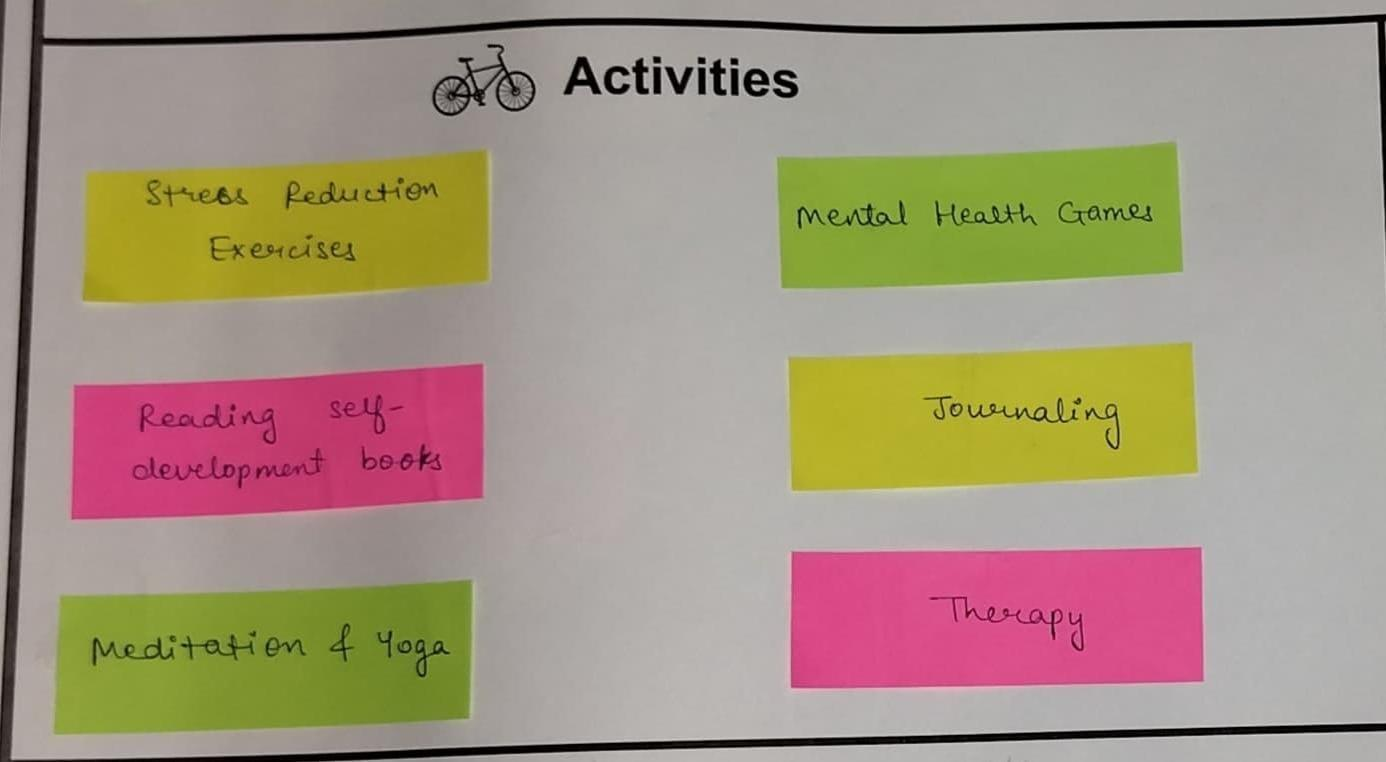 Activities
Stress Reduction
Exercises
Mental Health Games
Reading self-
development books
Journaling
Meditation & Yoga
Therapy